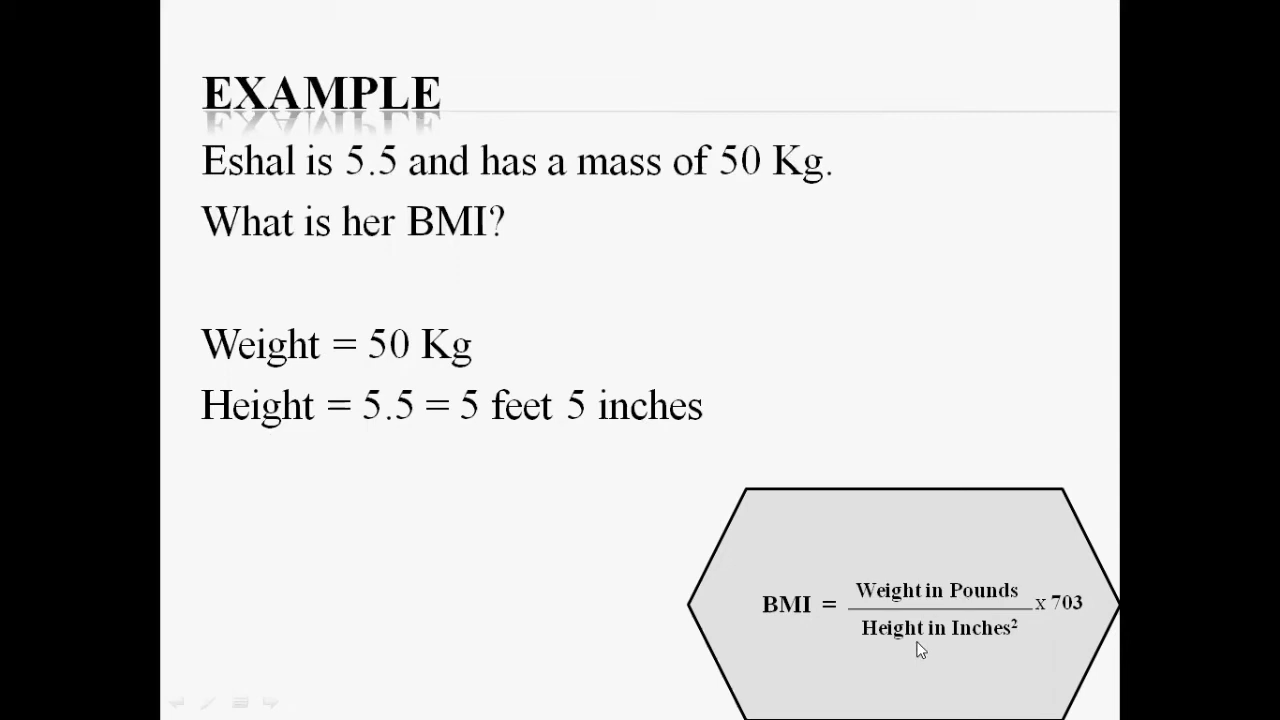 EXAMPLE
Eshal is 5.5 and has a mass of 50 Kg.
What is her BMI?
Weight = 50 Kg
Height = 5.5 = 5 feet 5 inches
BMI = Weight in Pounds x 703
Height in Inches²